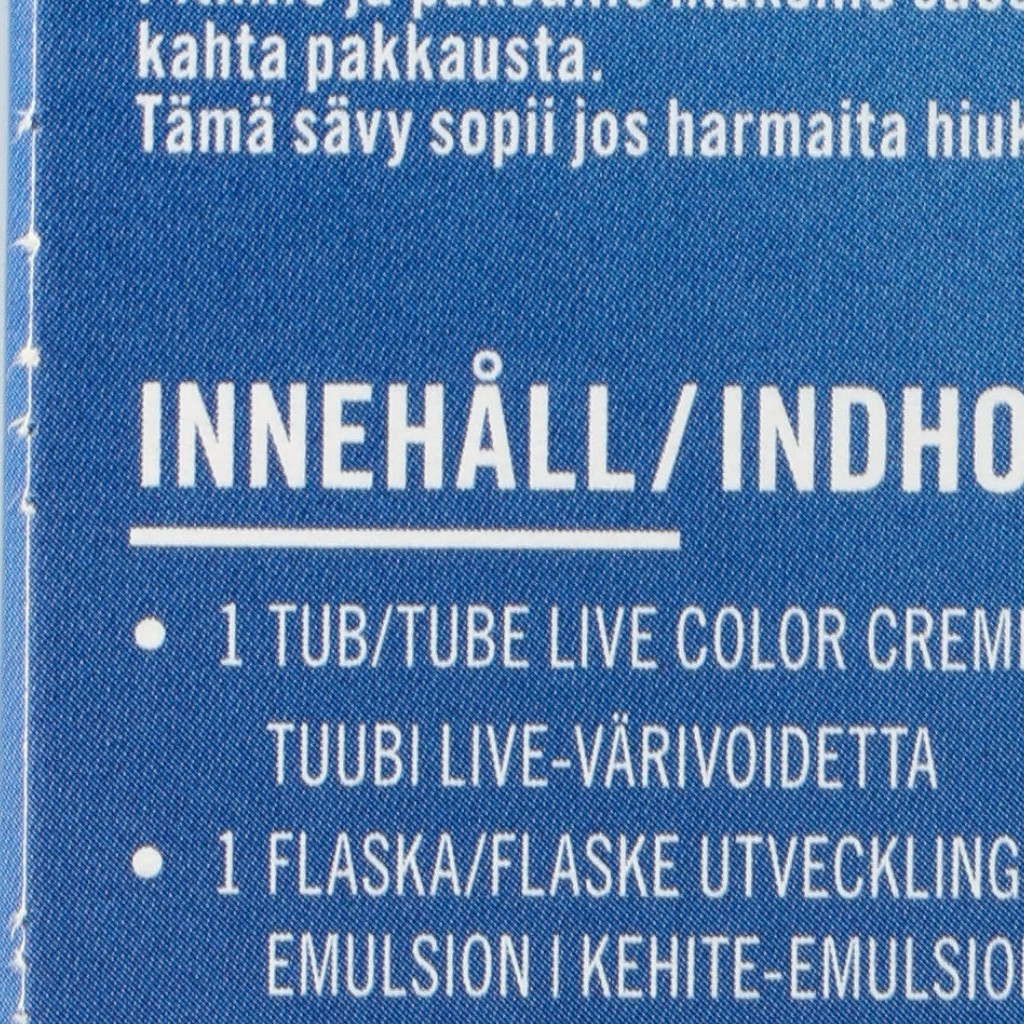 kahta pakkausta.
Tämä sävy sopii jos harmaita hiuk
INNEHÅLL/INDHO
• 1 TUB/TUBE LIVE COLOR CREM
TUUBI LIVE-VÄRIVOIDETTA
• 1 FLASKA/FLASKE UTVECKLING
EMULSION | KEHITE-EMULSIO